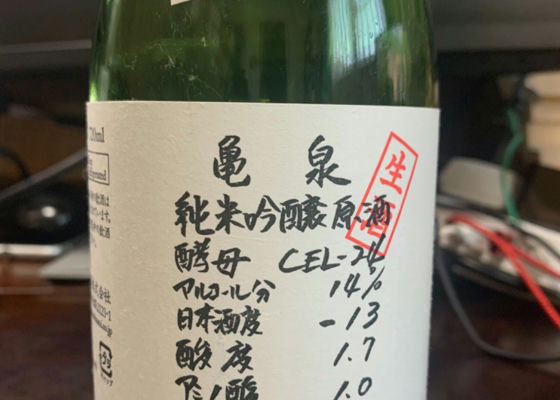 亀泉
純米吟醸原酒
生酒
酵母 CEL-24
アルコール分 14%
日本酒度 -13
酸度 1.7
アミノ酸 1.0
720ml